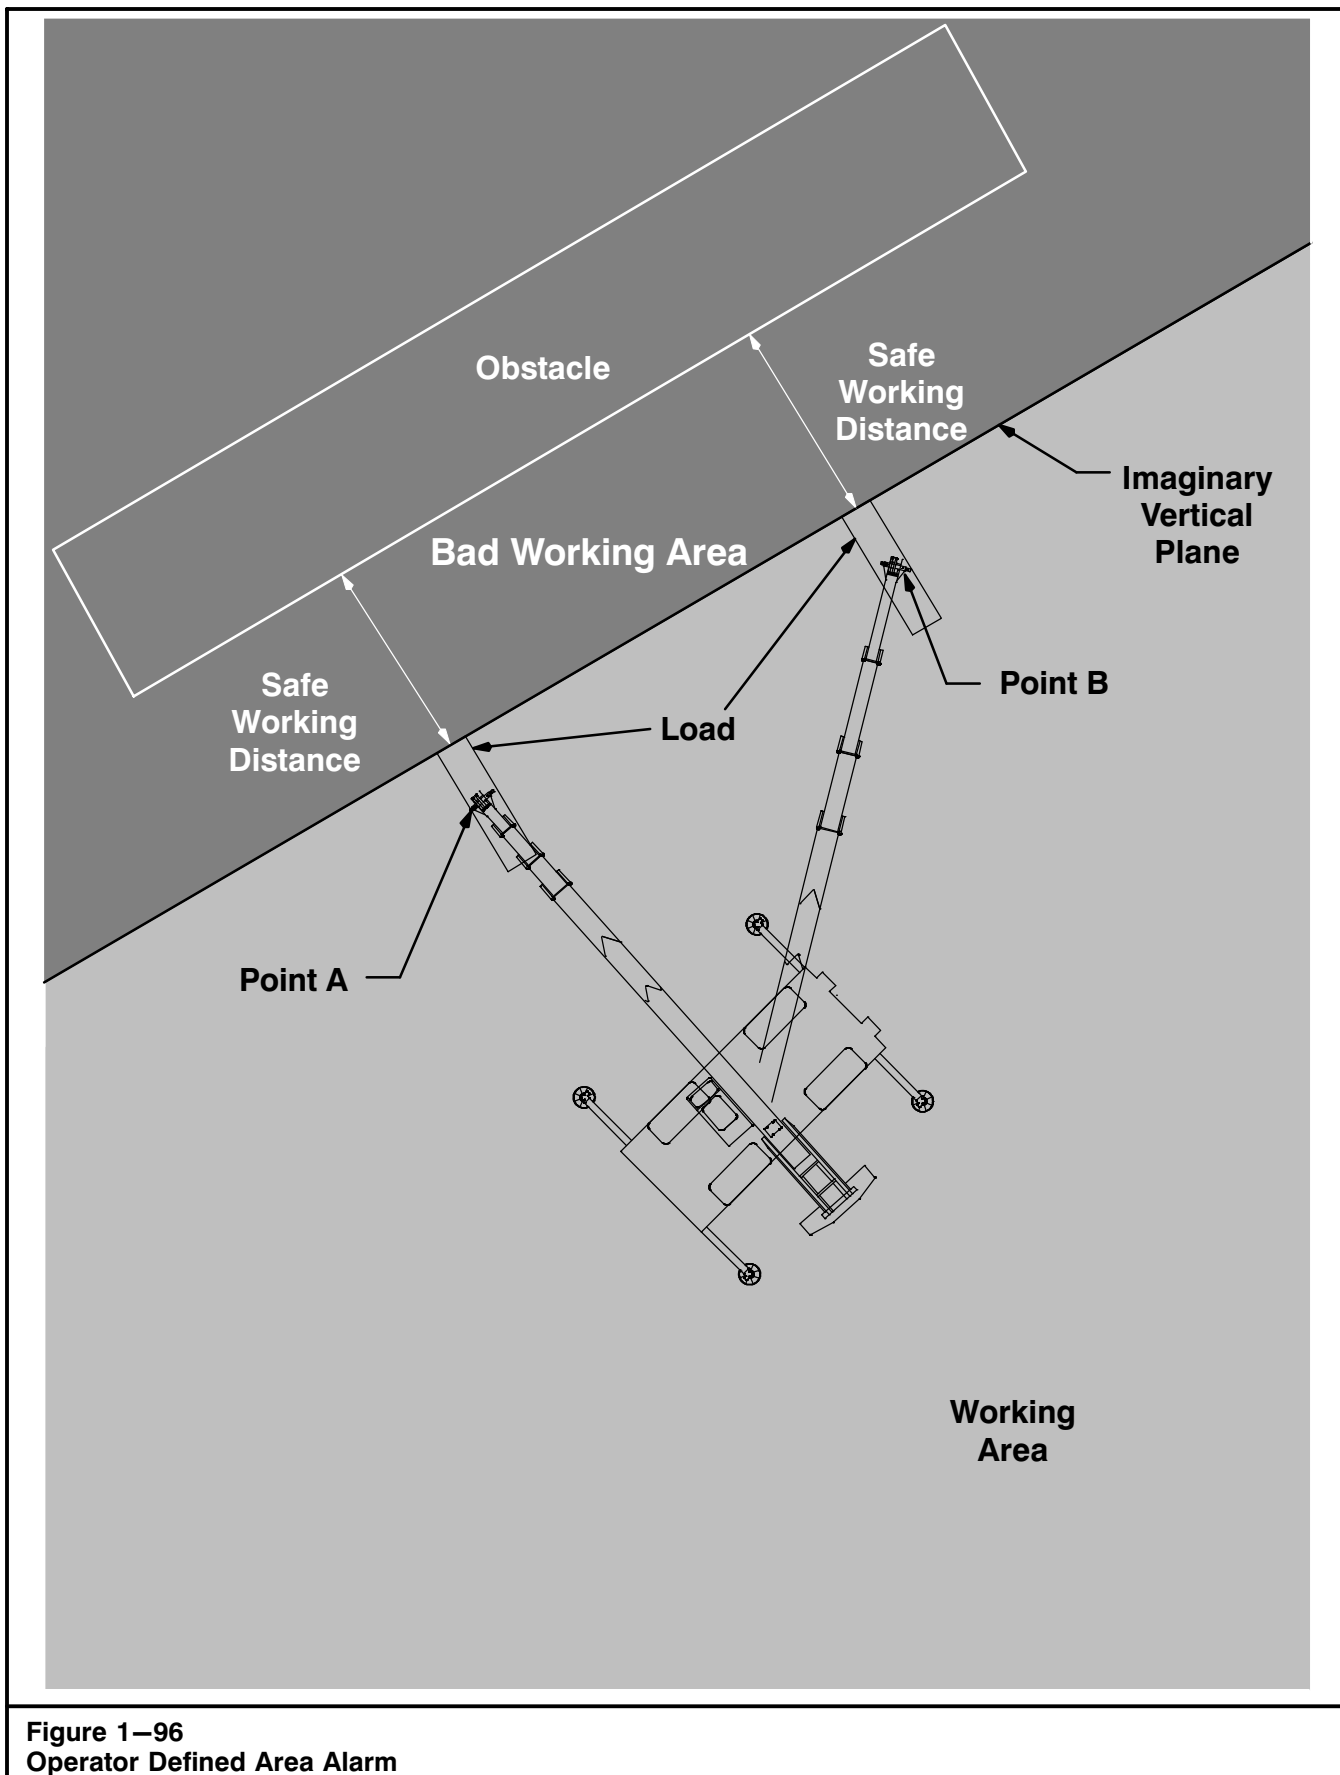 Obstacle
Safe
Working
Distance
Imaginary
Vertical
Plane
Bad Working Area
Safe
Working
Distance
Point B
Load
Point A
Working
Area
Figure 1—96
Operator Defined Area Alarm